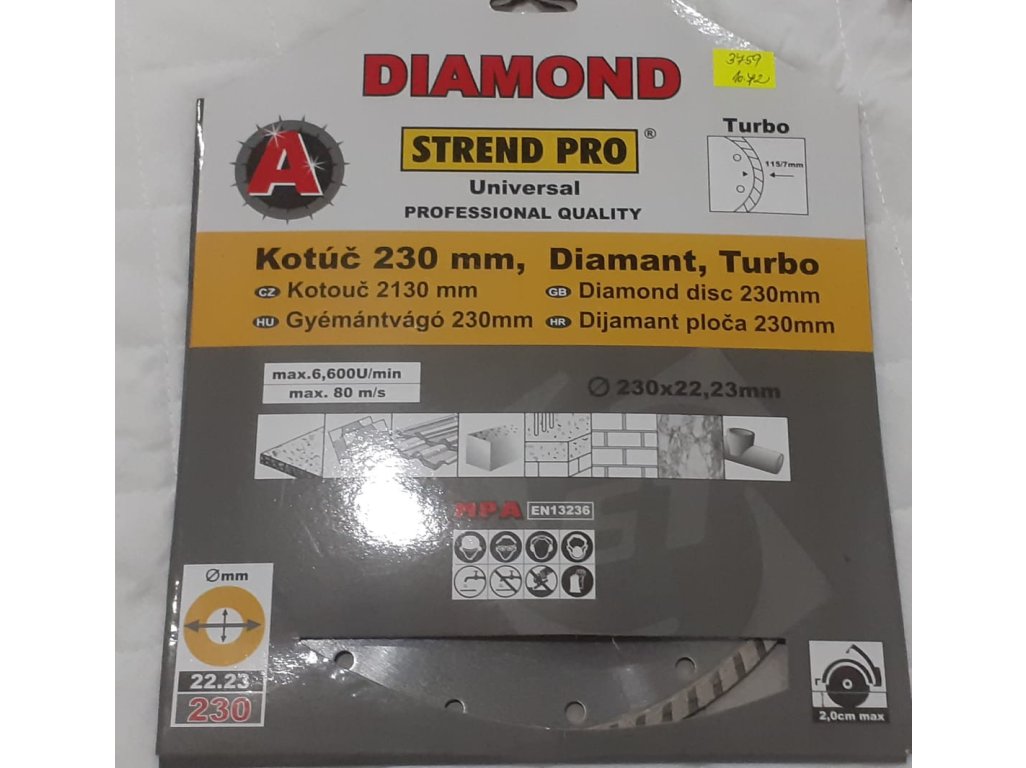 DIAMOND
3759
10.42
A
STREND PRO®
Universal
PROFESSIONAL QUALITY
Turbo
115/7mm
Kotúč 230 mm, Diamant, Turbo
CZ Kotouč 2130 mm
GB Diamond disc 230mm
HU Gyémántvágó 230mm
HR Dijamant ploča 230mm
max.6,600U/min
max. 80 m/s
Ø 230x22,23mm
MPA EN13236
Ømm
22.23
230
2,0cm max